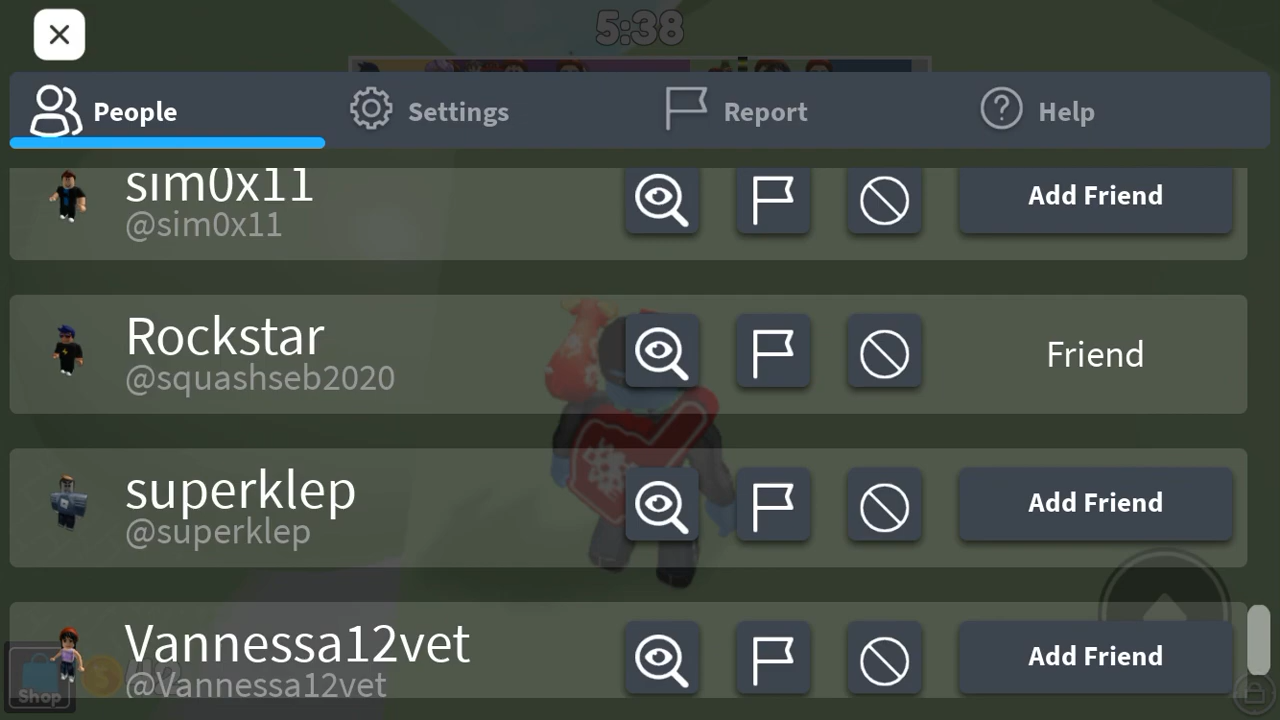 5:38
People
Settings
Report
Help
sim0x11
@sim0x11
Add Friend
Rockstar
@squashseb2020
Friend
superklep
@superklep
Add Friend
Vannessa12vet
@Vannessa12vet
Add Friend
Shop